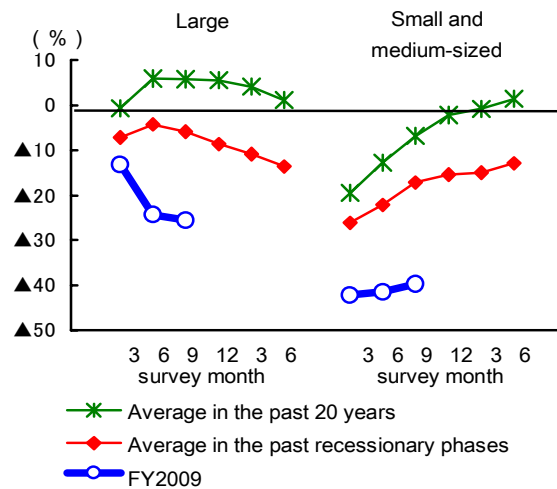 Large
Small and
medium-sized
( % )
10
0
▲10
▲20
▲30
▲40
▲50
3 6 9 12 3 6
survey month
3 6 9 12 3 6
survey month
Average in the past 20 years
Average in the past recessionary phases
FY2009